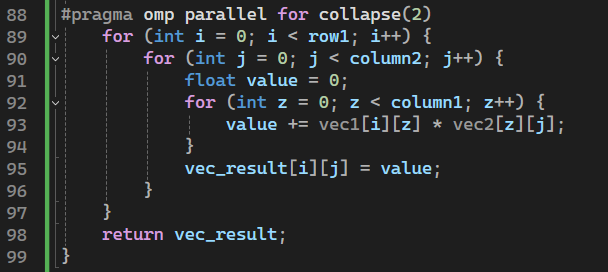 88 #pragma omp parallel for collapse(2)
89     for (int i = 0; i < row1; i++) {
90         for (int j = 0; j < column2; j++) {
91             float value = 0;
92             for (int z = 0; z < column1; z++) {
93                 value += vec1[i][z] * vec2[z][j];
94             }
95             vec_result[i][j] = value;
96         }
97     }
98     return vec_result;
99 }